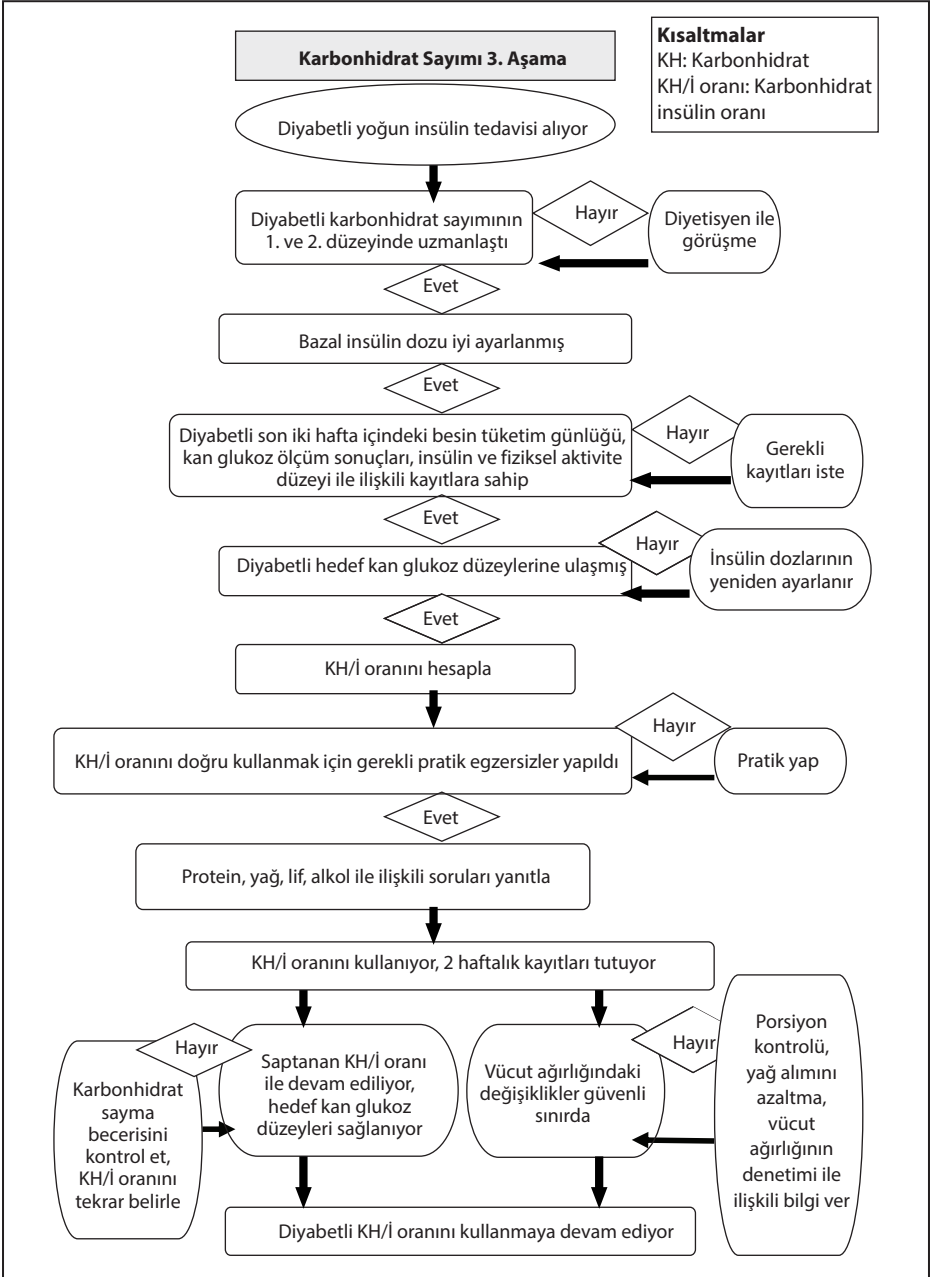 Karbonhidrat Sayımı 3. Aşama
Kısaltmalar
KH: Karbonhidrat
KH/İ oranı: Karbonhidrat
insülin oranı
Diyabetli yoğun insülin tedavisi alıyor
Diyabetli karbonhidrat sayımının
1. ve 2. düzeyinde uzmanlaştı
Hayır
Diyetisyen ile
görüşme
Evet
Bazal insülin dozu iyi ayarlanmış
Evet
Diyabetli son iki hafta içindeki besin tüketim günlüğü,
kan glukoz ölçüm sonuçları, insülin ve fiziksel aktivite
düzeyi ile ilişkili kayıtlara sahip
Hayır
Gerekli
kayıtları iste
Evet
Diyabetli hedef kan glukoz düzeylerine ulaşmış
Hayır
İnsülin dozlarının
yeniden ayarlanır
Evet
KH/İ oranını hesapla
KH/İ oranını doğru kullanmak için gerekli pratik egzersizler yapıldı
Hayır
Pratik yap
Evet
Protein, yağ, lif, alkol ile ilişkili soruları yanıtla
KH/İ oranını kullanıyor, 2 haftalık kayıtları tutuyor
Hayır
Karbonhidrat
sayma
becerisini
kontrol et,
KH/İ oranını
tekrar belirle
Saptanan KH/İ oranı
ile devam ediliyor,
hedef kan glukoz
düzeyleri sağlanıyor
Vücut ağırlığındaki
değişiklikler güvenli
sınırda
Hayır
Porsiyon
kontrolü,
yağ alımını
azaltma,
vücut
ağırlığının
denetimi ile
ilişkili bilgi ver
Diyabetli KH/İ oranını kullanmaya devam ediyor